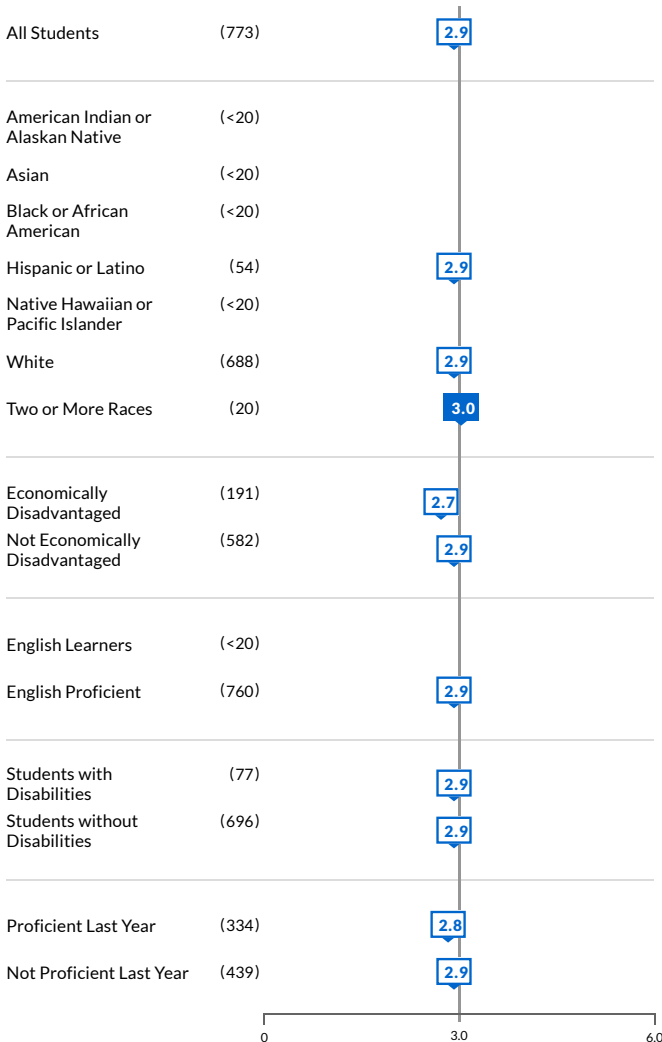 All Students (773) 2.9
American Indian or (<20)
Alaskan Native
Asian (<20)
Black or African (<20)
American
Hispanic or Latino (54) 2.9
Native Hawaiian or (<20)
Pacific Islander
White (688) 2.9
Two or More Races (20) 3.0
Economically (191) 2.7
Disadvantaged
Not Economically (582) 2.9
Disadvantaged
English Learners (<20)
English Proficient (760) 2.9
Students with (77) 2.9
Disabilities
Students without (696) 2.9
Disabilities
Proficient Last Year (334) 2.8
Not Proficient Last Year (439) 2.9
0 3.0 6.0